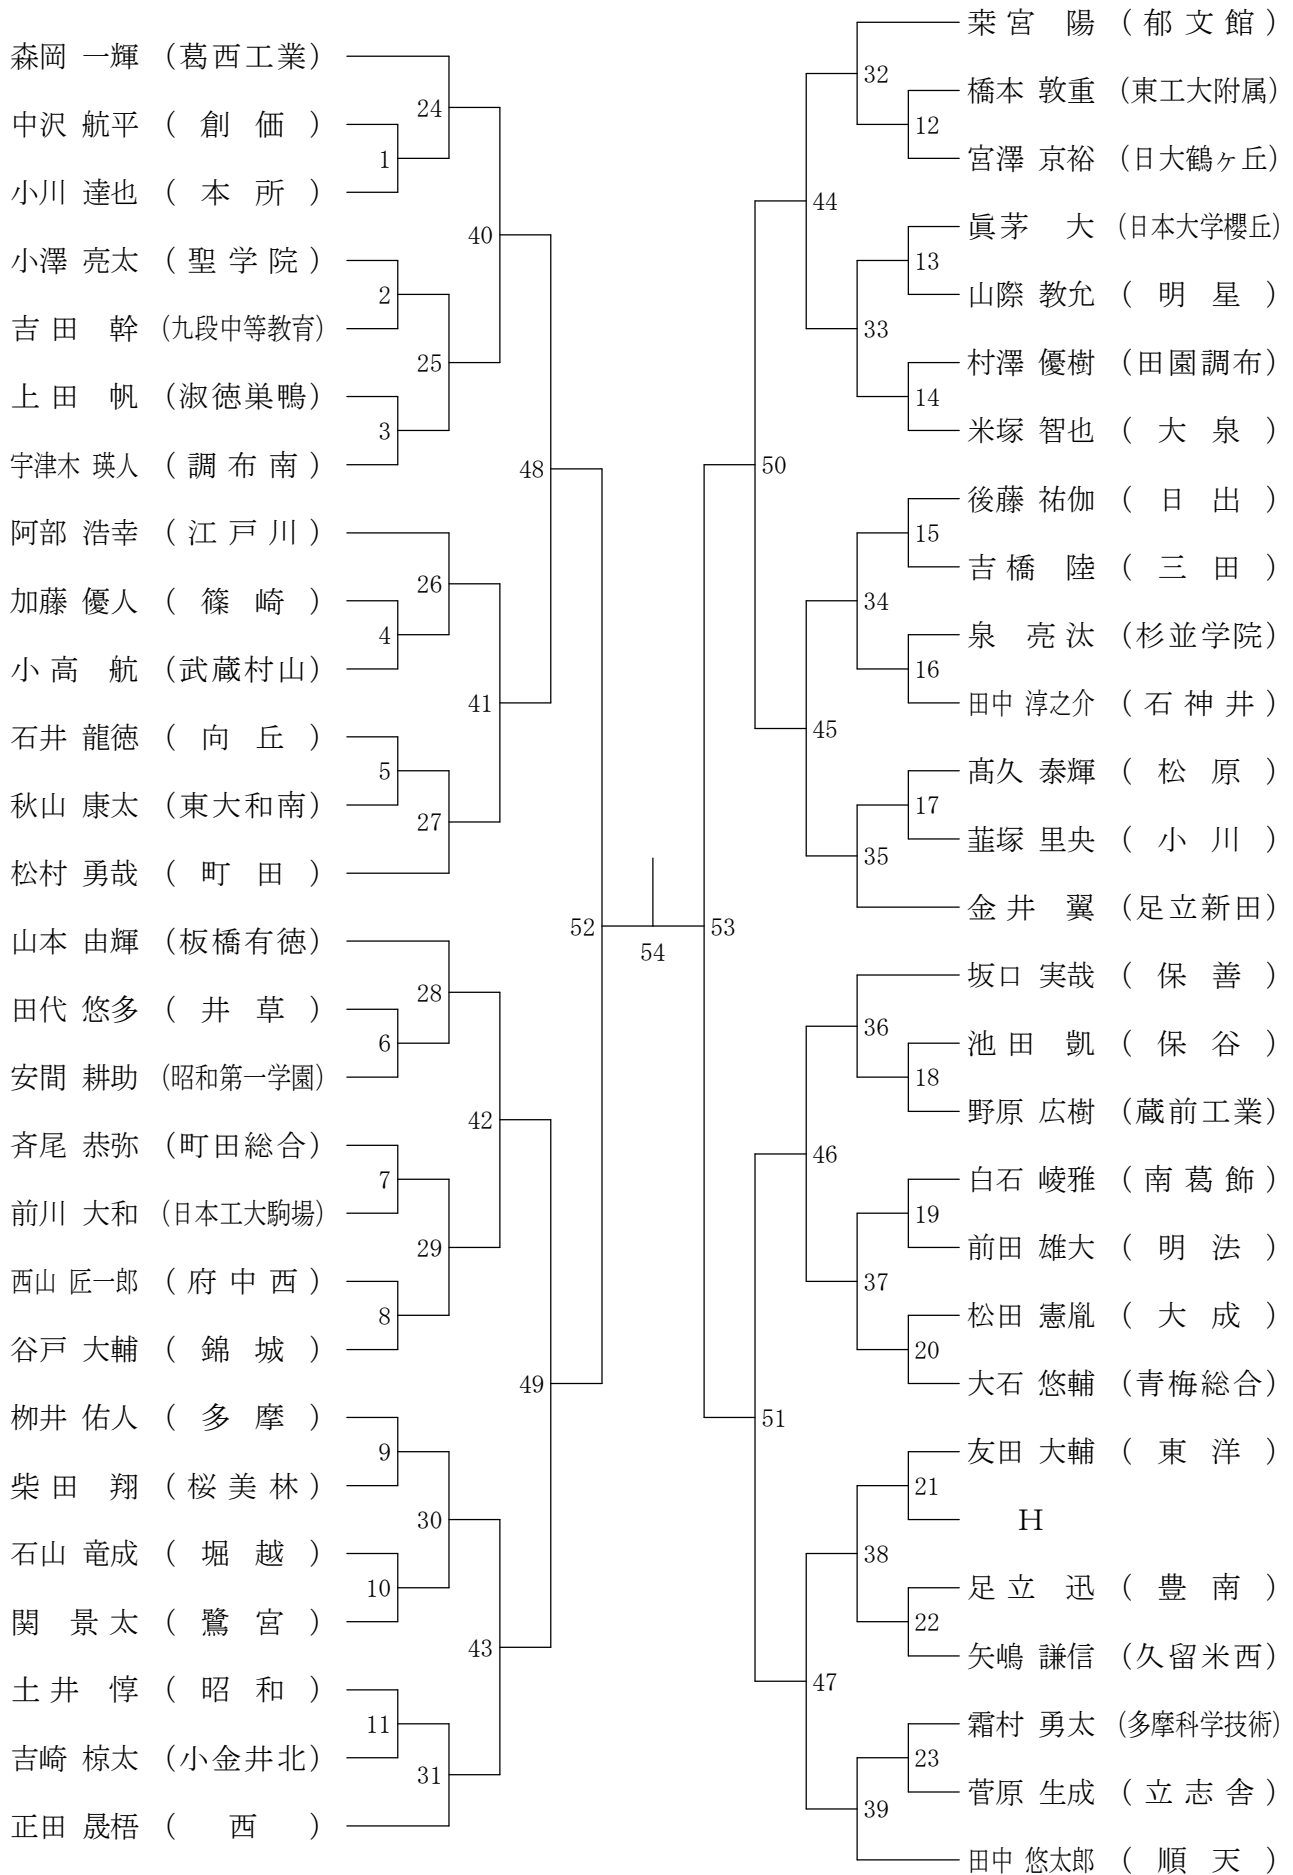 森岡 一輝 (葛西工業)
中沢 航平 ( 創 価 )
小川 達也 ( 本 所 )
小澤 亮太 ( 聖 学 院 )
吉 田 幹 (九段中等教育)
上 田 帆 (淑徳巣鴨)
宇津木 瑛人 ( 調 布 南 )
阿部 浩幸 ( 江 戸 川 )
加藤 優人 ( 篠 崎 )
小 高 航 (武蔵村山)
石井 龍徳 ( 向 丘 )
秋山 康太 (東大和南)
松村 勇哉 ( 町 田 )
山本 由輝 (板橋有徳)
田代 悠多 ( 井 草 )
安間 耕助 (昭和第一学園)
斉尾 恭弥 (町田総合)
前川 大和 (日本工大駒場)
西山 匠一郎 ( 府 中 西 )
谷戸 大輔 ( 錦 城 )
栁井 佑人 ( 多 摩 )
柴 田 翔 ( 桜 美 林 )
石山 竜成 ( 堀 越 )
関 景 太 ( 鷺 宮 )
土 井 惇 ( 昭 和 )
吉崎 椋太 (小金井北)
正田 晟梧 ( 西 )
1
2
3
4
5
6
7
8
9
10
11
24
25
26
27
28
29
30
31
40
41
42
43
48
49
52
54
53
50
51
44
45
46
47
32
33
34
35
36
37
38
39
12
13
14
15
16
17
18
19
20
21
22
23
桒 宮 陽 ( 郁 文 館 )
橋本 敦重 (東工大附属)
宮澤 京裕 (日大鶴ヶ丘)
眞 茅 大 (日本大学櫻丘)
山際 教允 ( 明 星 )
村澤 優樹 (田園調布)
米塚 智也 ( 大 泉 )
後藤 祐伽 ( 日 出 )
吉 橋 陸 ( 三 田 )
泉 亮 汰 (杉並学院)
田中 淳之介 ( 石 神 井 )
髙久 泰輝 ( 松 原 )
韮塚 里央 ( 小 川 )
金 井 翼 (足立新田)
坂口 実哉 ( 保 善 )
池 田 凱 ( 保 谷 )
野原 広樹 (蔵前工業)
白石 崚雅 ( 南 葛 飾 )
前田 雄大 ( 明 法 )
松田 憲胤 ( 大 成 )
大石 悠輔 (青梅総合)
友田 大輔 ( 東 洋 )
H
足 立 迅 ( 豊 南 )
矢嶋 謙信 (久留米西)
霜村 勇太 (多摩科学技術)
菅原 生成 ( 立 志 舎 )
田中 悠太郎 ( 順 天 )